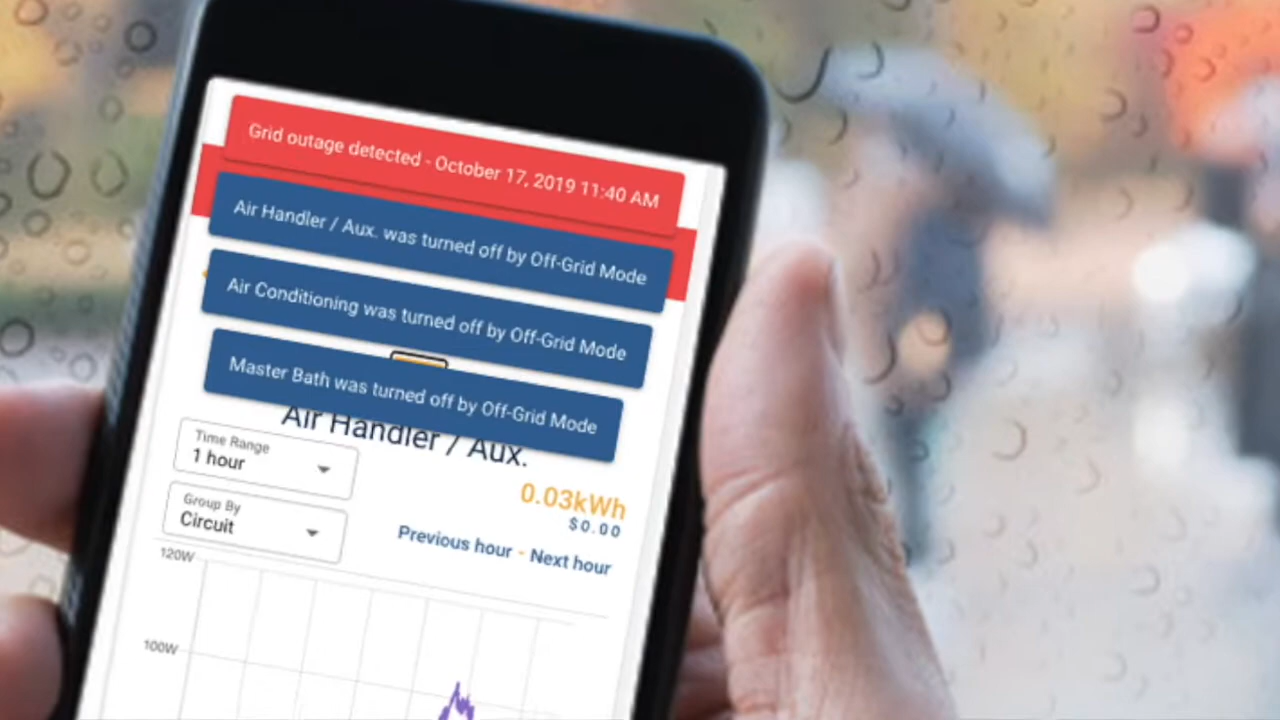 Grid outage detected - October 17, 2019 11:40 AM
Air Handler / Aux. was turned off by Off-Grid Mode
Air Conditioning was turned off by Off-Grid Mode
Master Bath was turned off by Off-Grid Mode
Air Handler / Aux.
Time Range
1 hour
0.03kWh
$0.00
Group By
Circuit
Previous hour - Next hour
120W
100W